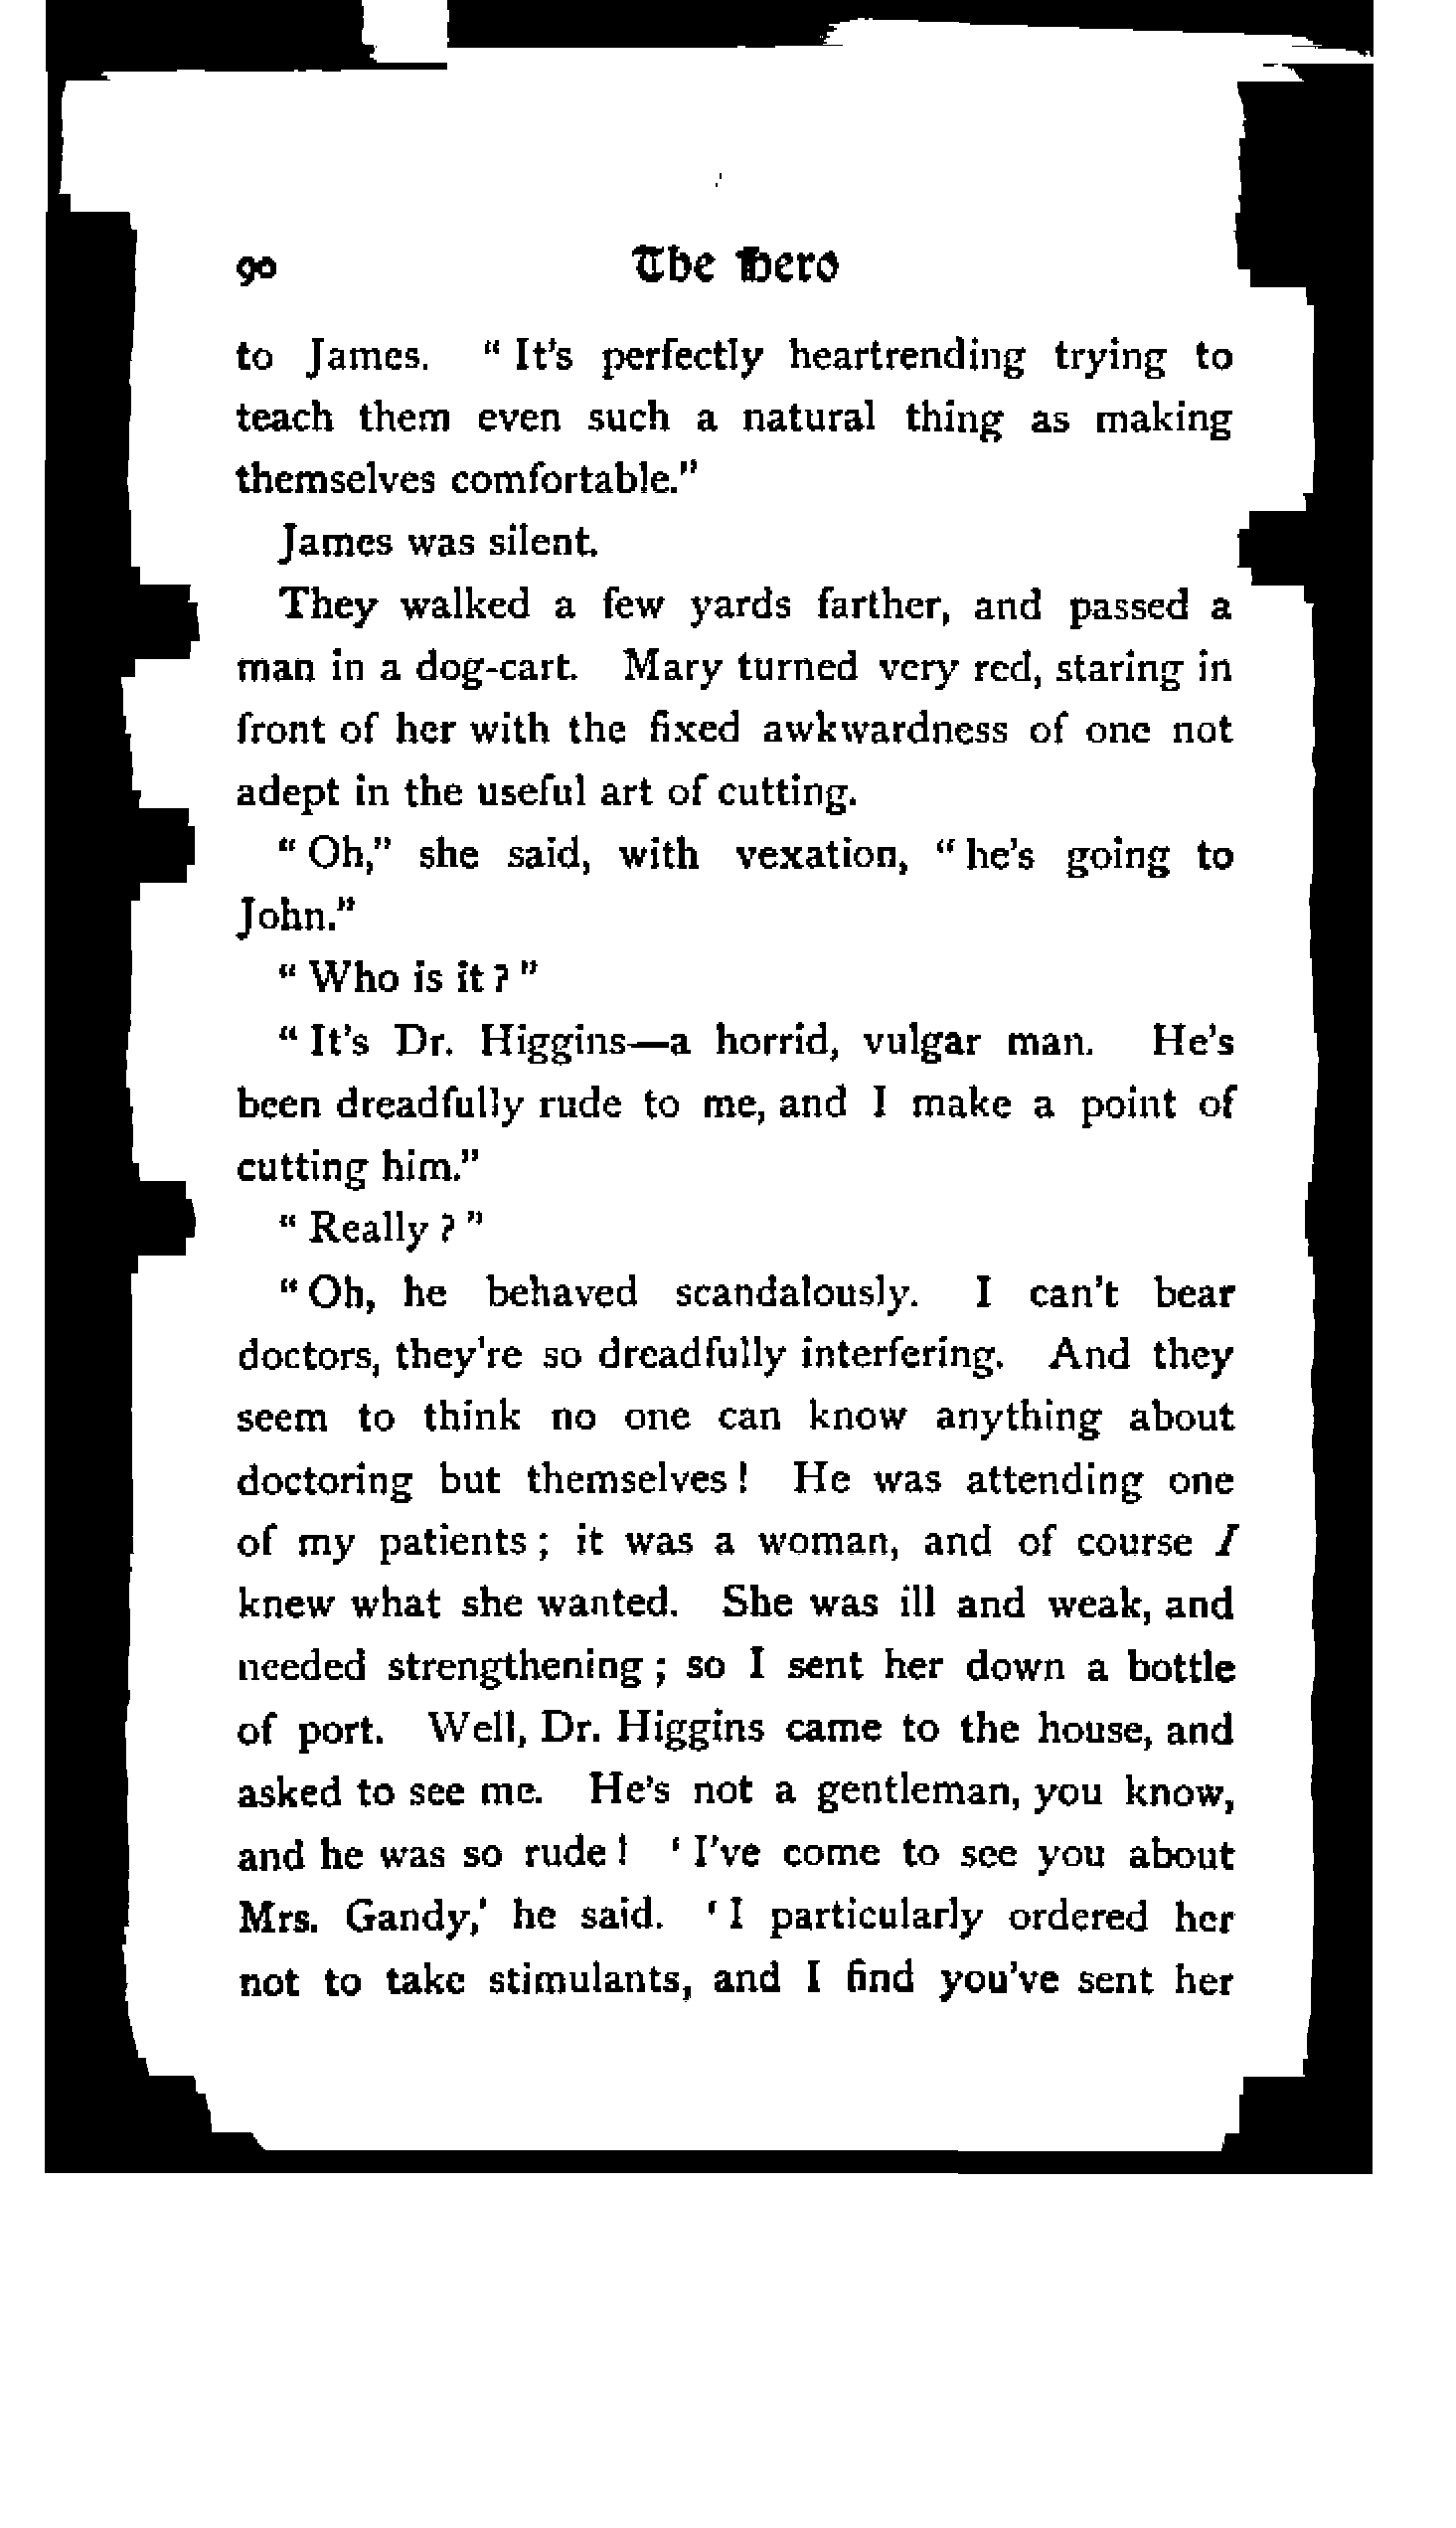 90 The Hero
to James. “ It’s perfectly heartrending trying to
teach them even such a natural thing as making
themselves comfortable.”
James was silent.
They walked a few yards farther, and passed a
man in a dog-cart. Mary turned very red, staring in
front of her with the fixed awkwardness of one not
adept in the useful art of cutting.
“ Oh,” she said, with vexation, “ he’s going to
John.”
“ Who is it ? ”
“ It’s Dr. Higgins—a horrid, vulgar man. He’s
been dreadfully rude to me, and I make a point of
cutting him.”
“ Really ? ”
“ Oh, he behaved scandalously. I can’t bear
doctors, they’re so dreadfully interfering. And they
seem to think no one can know anything about
doctoring but themselves ! He was attending one
of my patients ; it was a woman, and of course I
knew what she wanted. She was ill and weak, and
needed strengthening ; so I sent her down a bottle
of port. Well, Dr. Higgins came to the house, and
asked to see me. He’s not a gentleman, you know,
and he was so rude ! ‘ I’ve come to see you about
Mrs. Gandy,’ he said. ‘ I particularly ordered her
not to take stimulants, and I find you’ve sent her